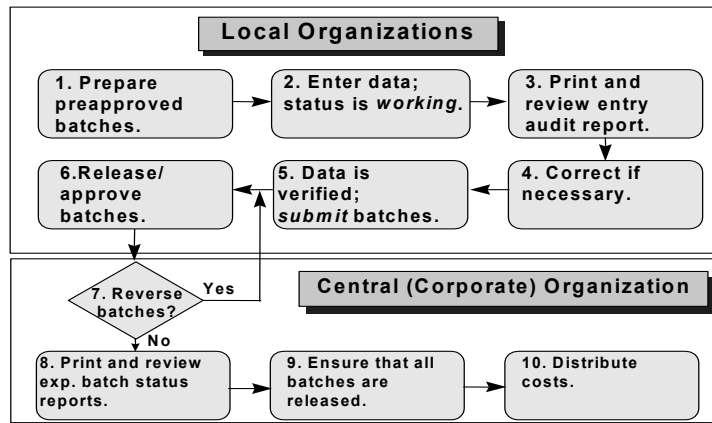 Local Organizations
1. Prepare
preapproved
batches.
2. Enter data;
status is working.
3. Print and
review entry
audit report.
4. Correct if
necessary.
5. Data is
verified;
submit batches.
6.Release/
approve
batches.
Central (Corporate) Organization
7. Reverse
batches?
Yes
No
8. Print and review
exp. batch status
reports.
9. Ensure that all
batches are
released.
10. Distribute
costs.